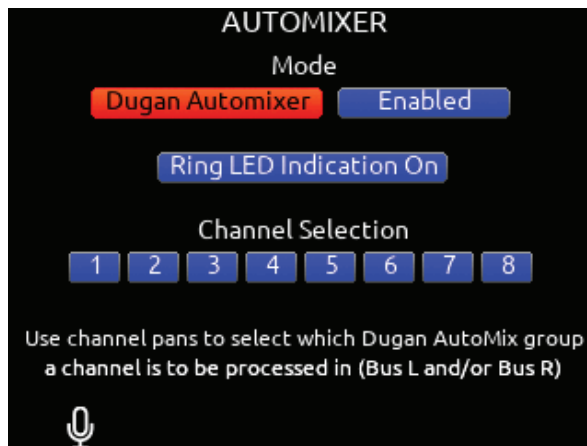 AUTOMIXER
Mode
Dugan Automixer Enabled
Ring LED Indication On
Channel Selection
1 2 3 4 5 6 7 8
Use channel pans to select which Dugan AutoMix group
a channel is to be processed in (Bus L and/or Bus R)